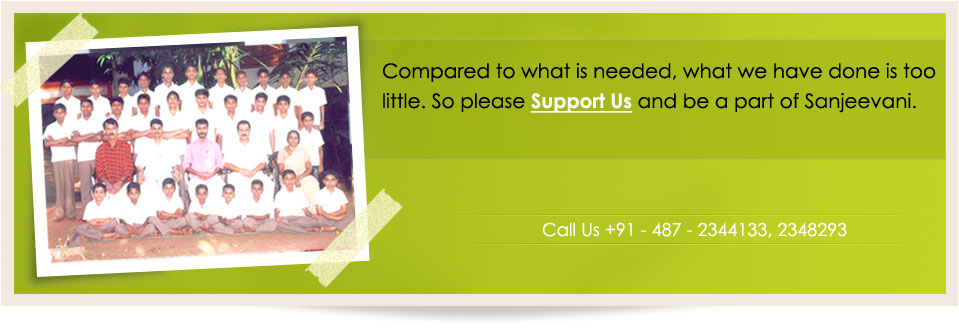 Compared to what is needed, what we have done is too
little. So please Support Us and be a part of Sanjeevani.
Call Us +91 - 487 - 2344133, 2348293